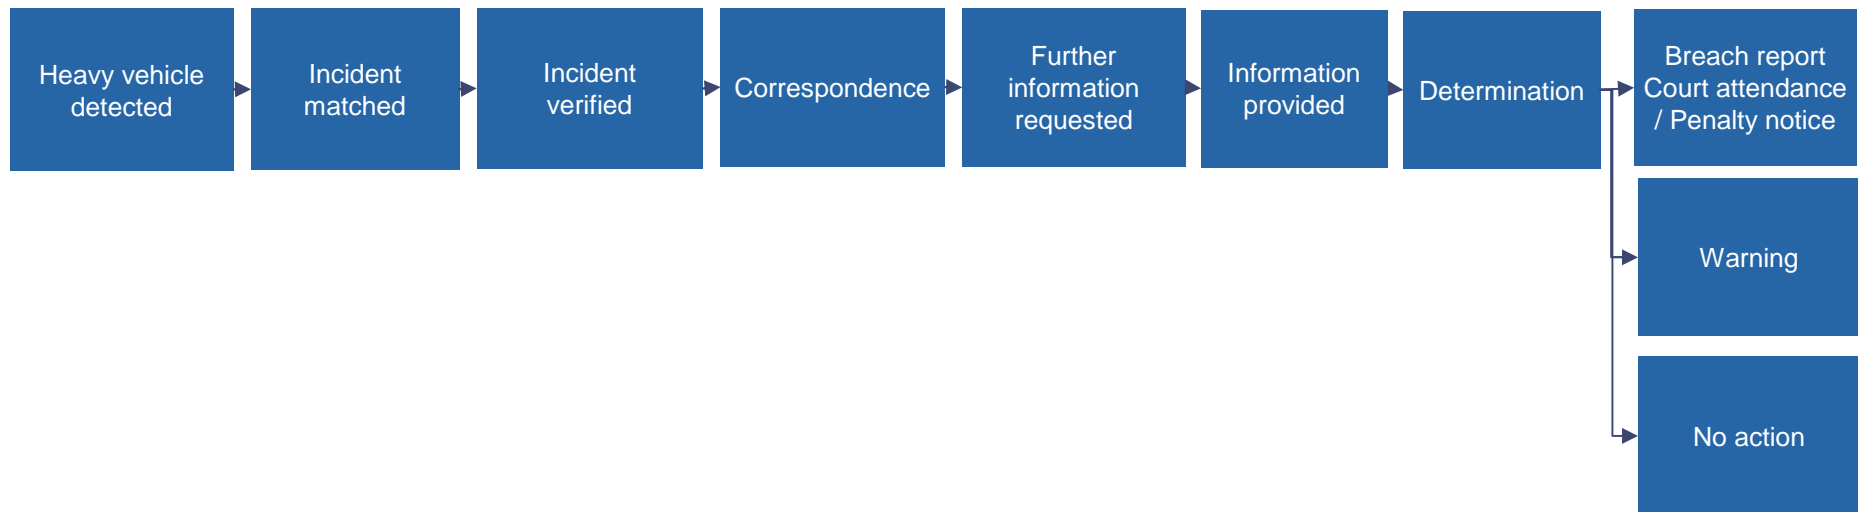 Heavy vehicle
detected
Incident
matched
Incident
verified
Correspondence
Further
information
requested
Information
provided
Determination
Breach report
Court attendance
/ Penalty notice
Warning
No action